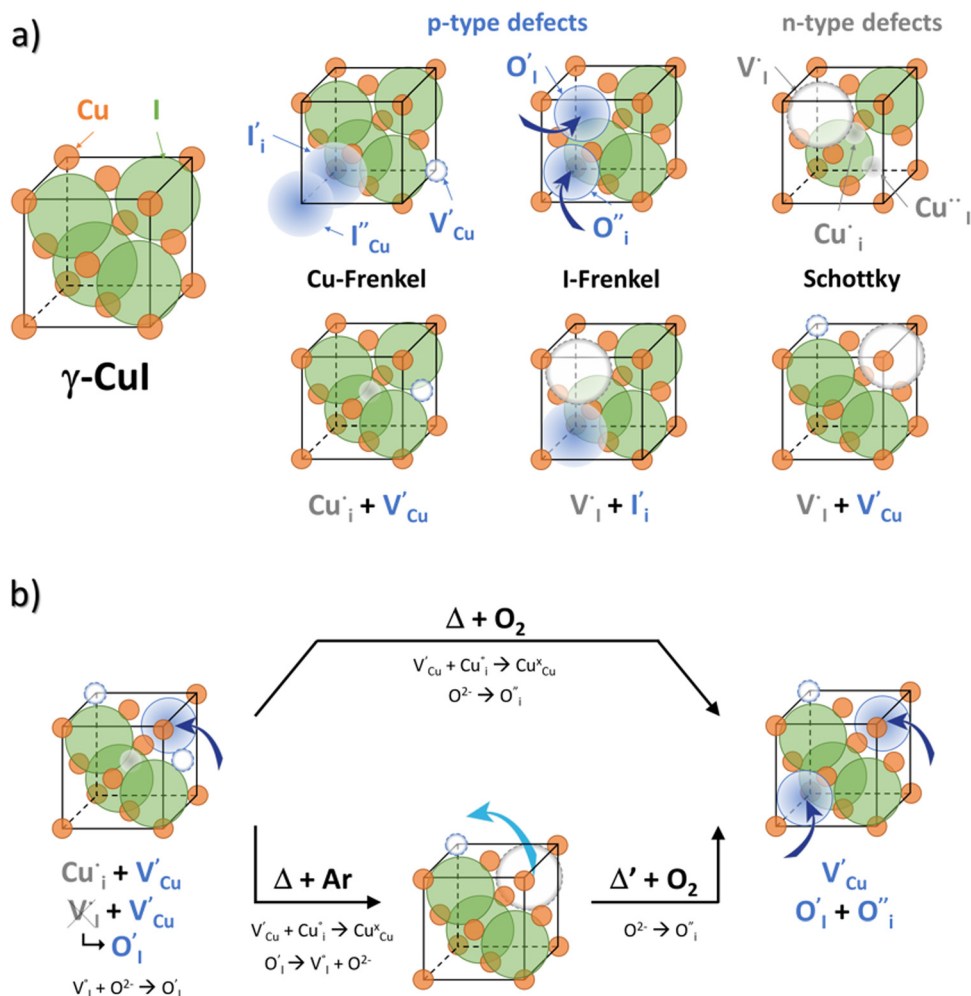 a)
p-type defects
n-type defects
Cu
I
I′ᵢ
I″Cu
V′Cu
O′I
O″i
V˙I
Cu˙i
Cu˙˙I
γ-CuI
Cu-Frenkel
I-Frenkel
Schottky
Cu˙i + V′Cu
V˙I + I′i
V˙I + V′Cu
b)
Δ + O₂
V′Cu + Cu˙i → CuˣCu
O²⁻ → O″i
Cu˙i + V′Cu
V˙I + V′Cu
↳ O′I
V˙I + O²⁻ → O′I
Δ + Ar
V′Cu + Cu˙i → CuˣCu
O′I → V˙I + O²⁻
Δ′ + O₂
O²⁻ → O″i
V′Cu
O′I + O″i